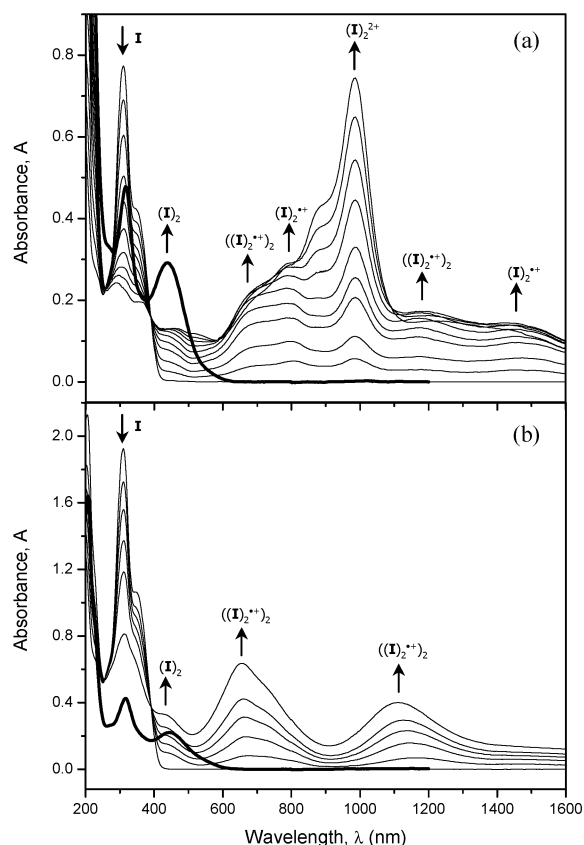 (a)
I
(I)₂²⁺
(I)₂
((I)₂•⁺)₂
(I)₂•⁺
((I)₂•⁺)₂
(I)₂•⁺
Absorbance, A
0.8
0.6
0.4
0.2
0.0
(b)
I
(I)₂
((I)₂•⁺)₂
((I)₂•⁺)₂
Absorbance, A
2.0
1.6
1.2
0.8
0.4
0.0
200 400 600 800 1000 1200 1400 1600
Wavelength, λ (nm)